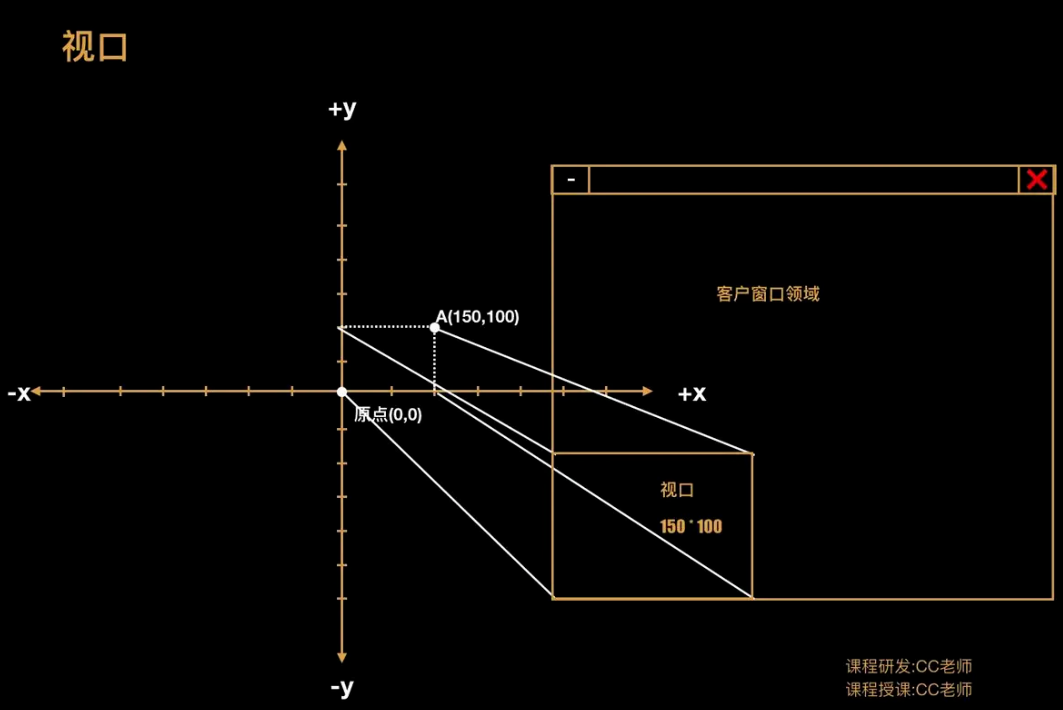 视口
+y
-
客户窗口领域
A(150,100)
-x
+x
原点(0,0)
视口
150*100
课程研发:CC老师
课程授课:CC老师
-y